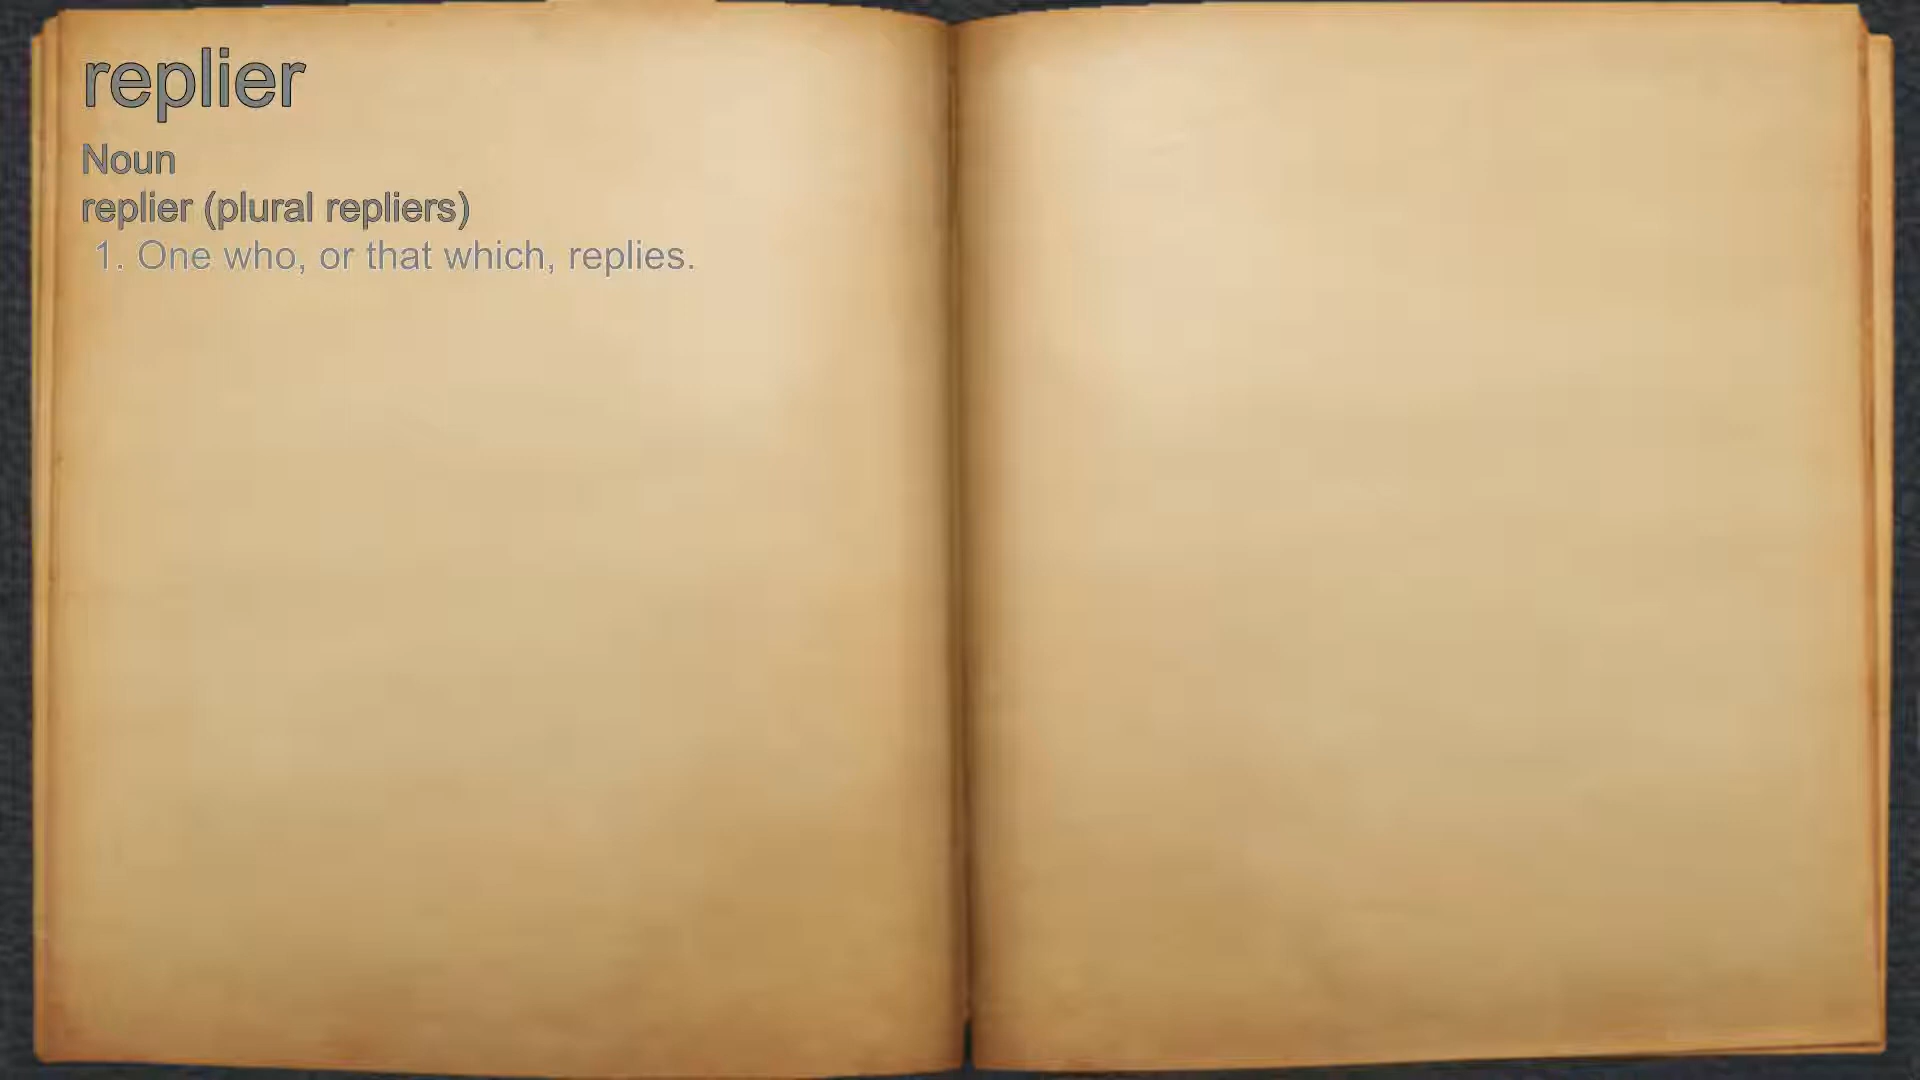 replier
Noun
replier (plural repliers)
1. One who, or that which, replies.